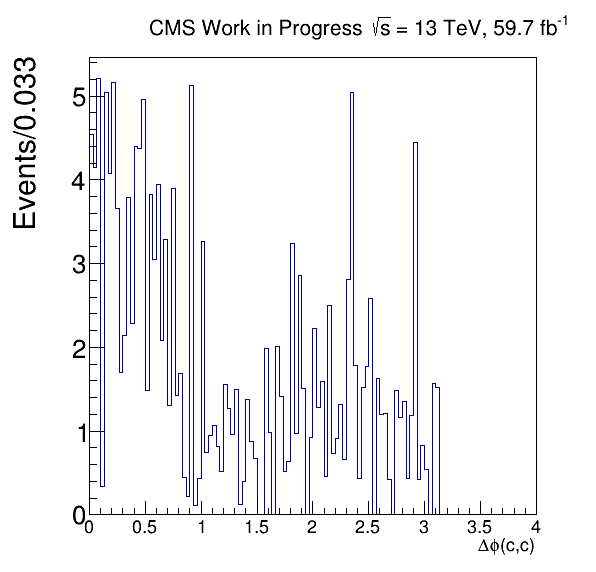 CMS Work in Progress √s = 13 TeV, 59.7 fb⁻¹
Events/0.033
5
4
3
2
1
0
0 0.5 1 1.5 2 2.5 3 3.5 4
Δϕ(c,c)